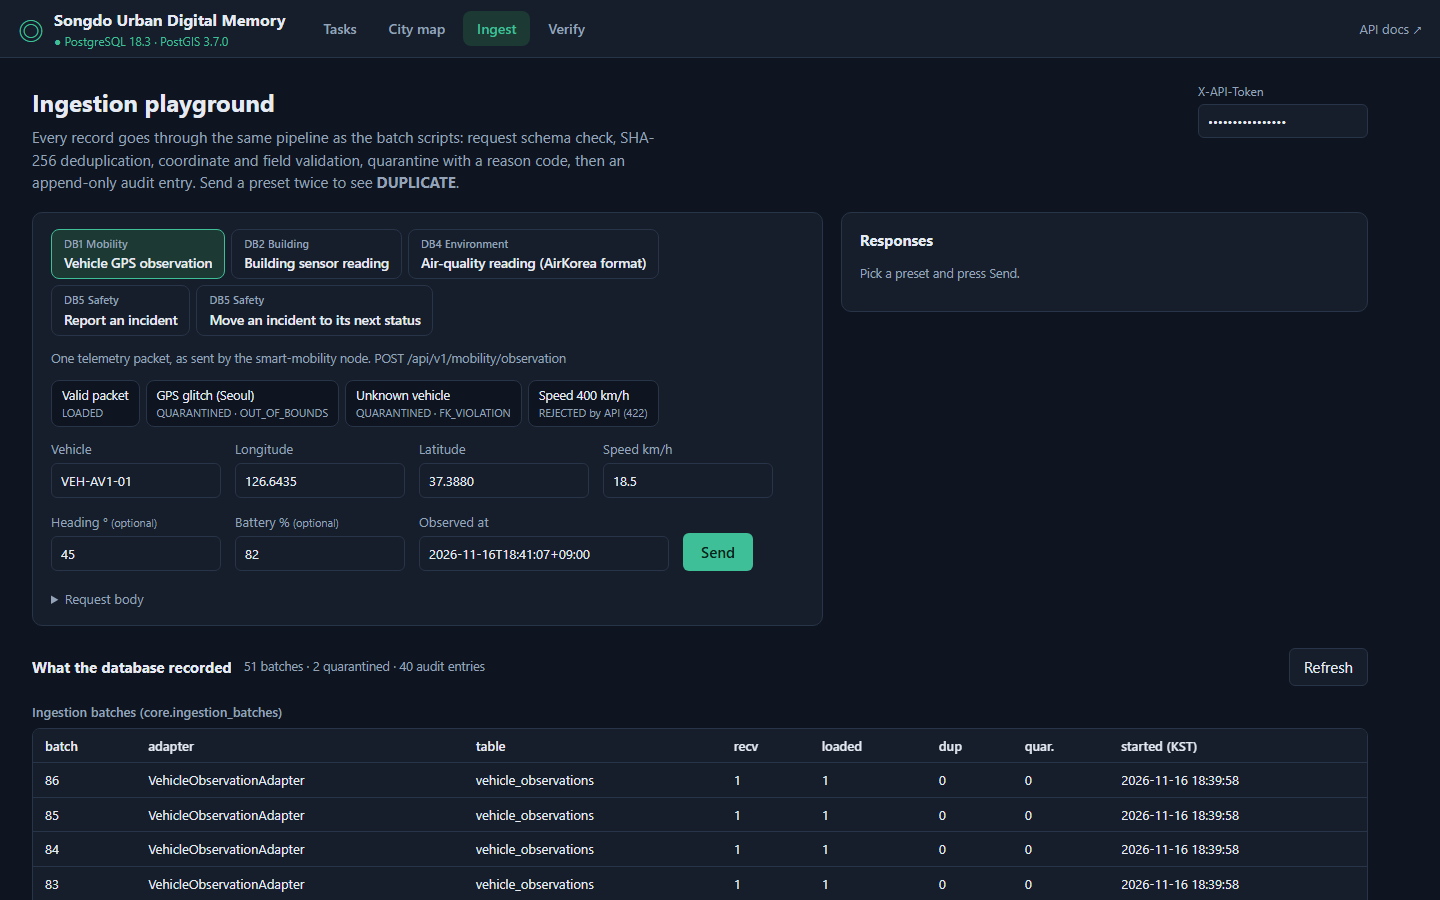 Songdo Urban Digital Memory
● PostgreSQL 18.3 · PostGIS 3.7.0
Tasks
City map
Ingest
Verify
API docs ↗
Ingestion playground
Every record goes through the same pipeline as the batch scripts: request schema check, SHA-
256 deduplication, coordinate and field validation, quarantine with a reason code, then an
append-only audit entry. Send a preset twice to see DUPLICATE.
X-API-Token
••••••••••••••••
DB1 Mobility
Vehicle GPS observation
DB2 Building
Building sensor reading
DB4 Environment
Air-quality reading (AirKorea format)
DB5 Safety
Report an incident
DB5 Safety
Move an incident to its next status
One telemetry packet, as sent by the smart-mobility node. POST /api/v1/mobility/observation
Valid packet
LOADED
GPS glitch (Seoul)
QUARANTINED · OUT_OF_BOUNDS
Unknown vehicle
QUARANTINED · FK_VIOLATION
Speed 400 km/h
REJECTED by API (422)
Vehicle
VEH-AV1-01
Longitude
126.6435
Latitude
37.3880
Speed km/h
18.5
Heading ° (optional)
45
Battery % (optional)
82
Observed at
2026-11-16T18:41:07+09:00
Send
▶ Request body
Responses
Pick a preset and press Send.
What the database recorded 51 batches · 2 quarantined · 40 audit entries
Refresh
Ingestion batches (core.ingestion_batches)
batch adapter table recv loaded dup quar. started (KST)
86 VehicleObservationAdapter vehicle_observations 1 1 0 0 2026-11-16 18:39:58
85 VehicleObservationAdapter vehicle_observations 1 1 0 0 2026-11-16 18:39:58
84 VehicleObservationAdapter vehicle_observations 1 1 0 0 2026-11-16 18:39:58
83 VehicleObservationAdapter vehicle_observations 1 1 0 0 2026-11-16 18:39:58